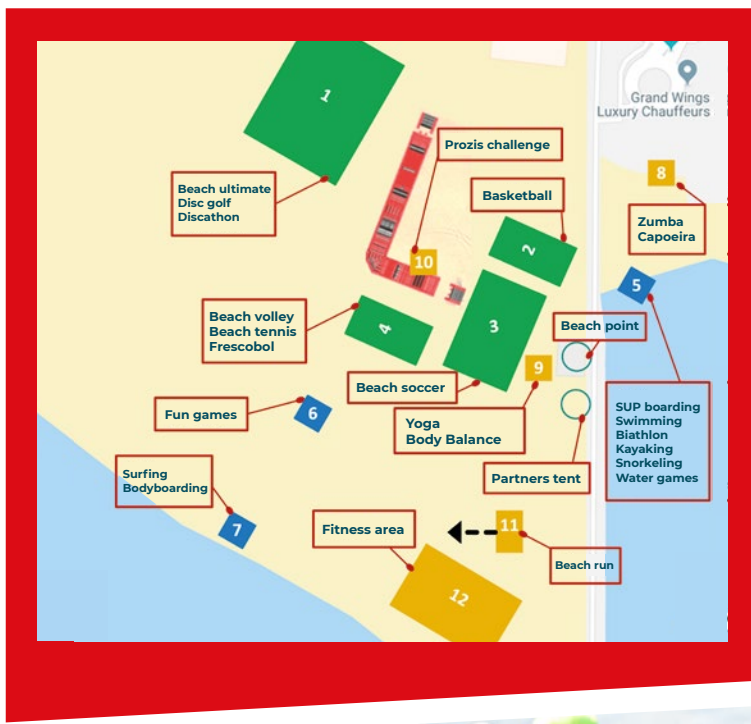 1
Grand Wings
Luxury Chauffeurs
Prozis challenge
8
Beach ultimate
Disc golf
Discathon
Basketball
Zumba
Capoeira
2
10
5
Beach volley
Beach tennis
Frescobol
4
3
Beach point
9
Beach soccer
Fun games
6
Yoga
Body Balance
SUP boarding
Swimming
Biathlon
Kayaking
Snorkeling
Water games
Surfing
Bodyboarding
Partners tent
7
Fitness area
11
Beach run
12